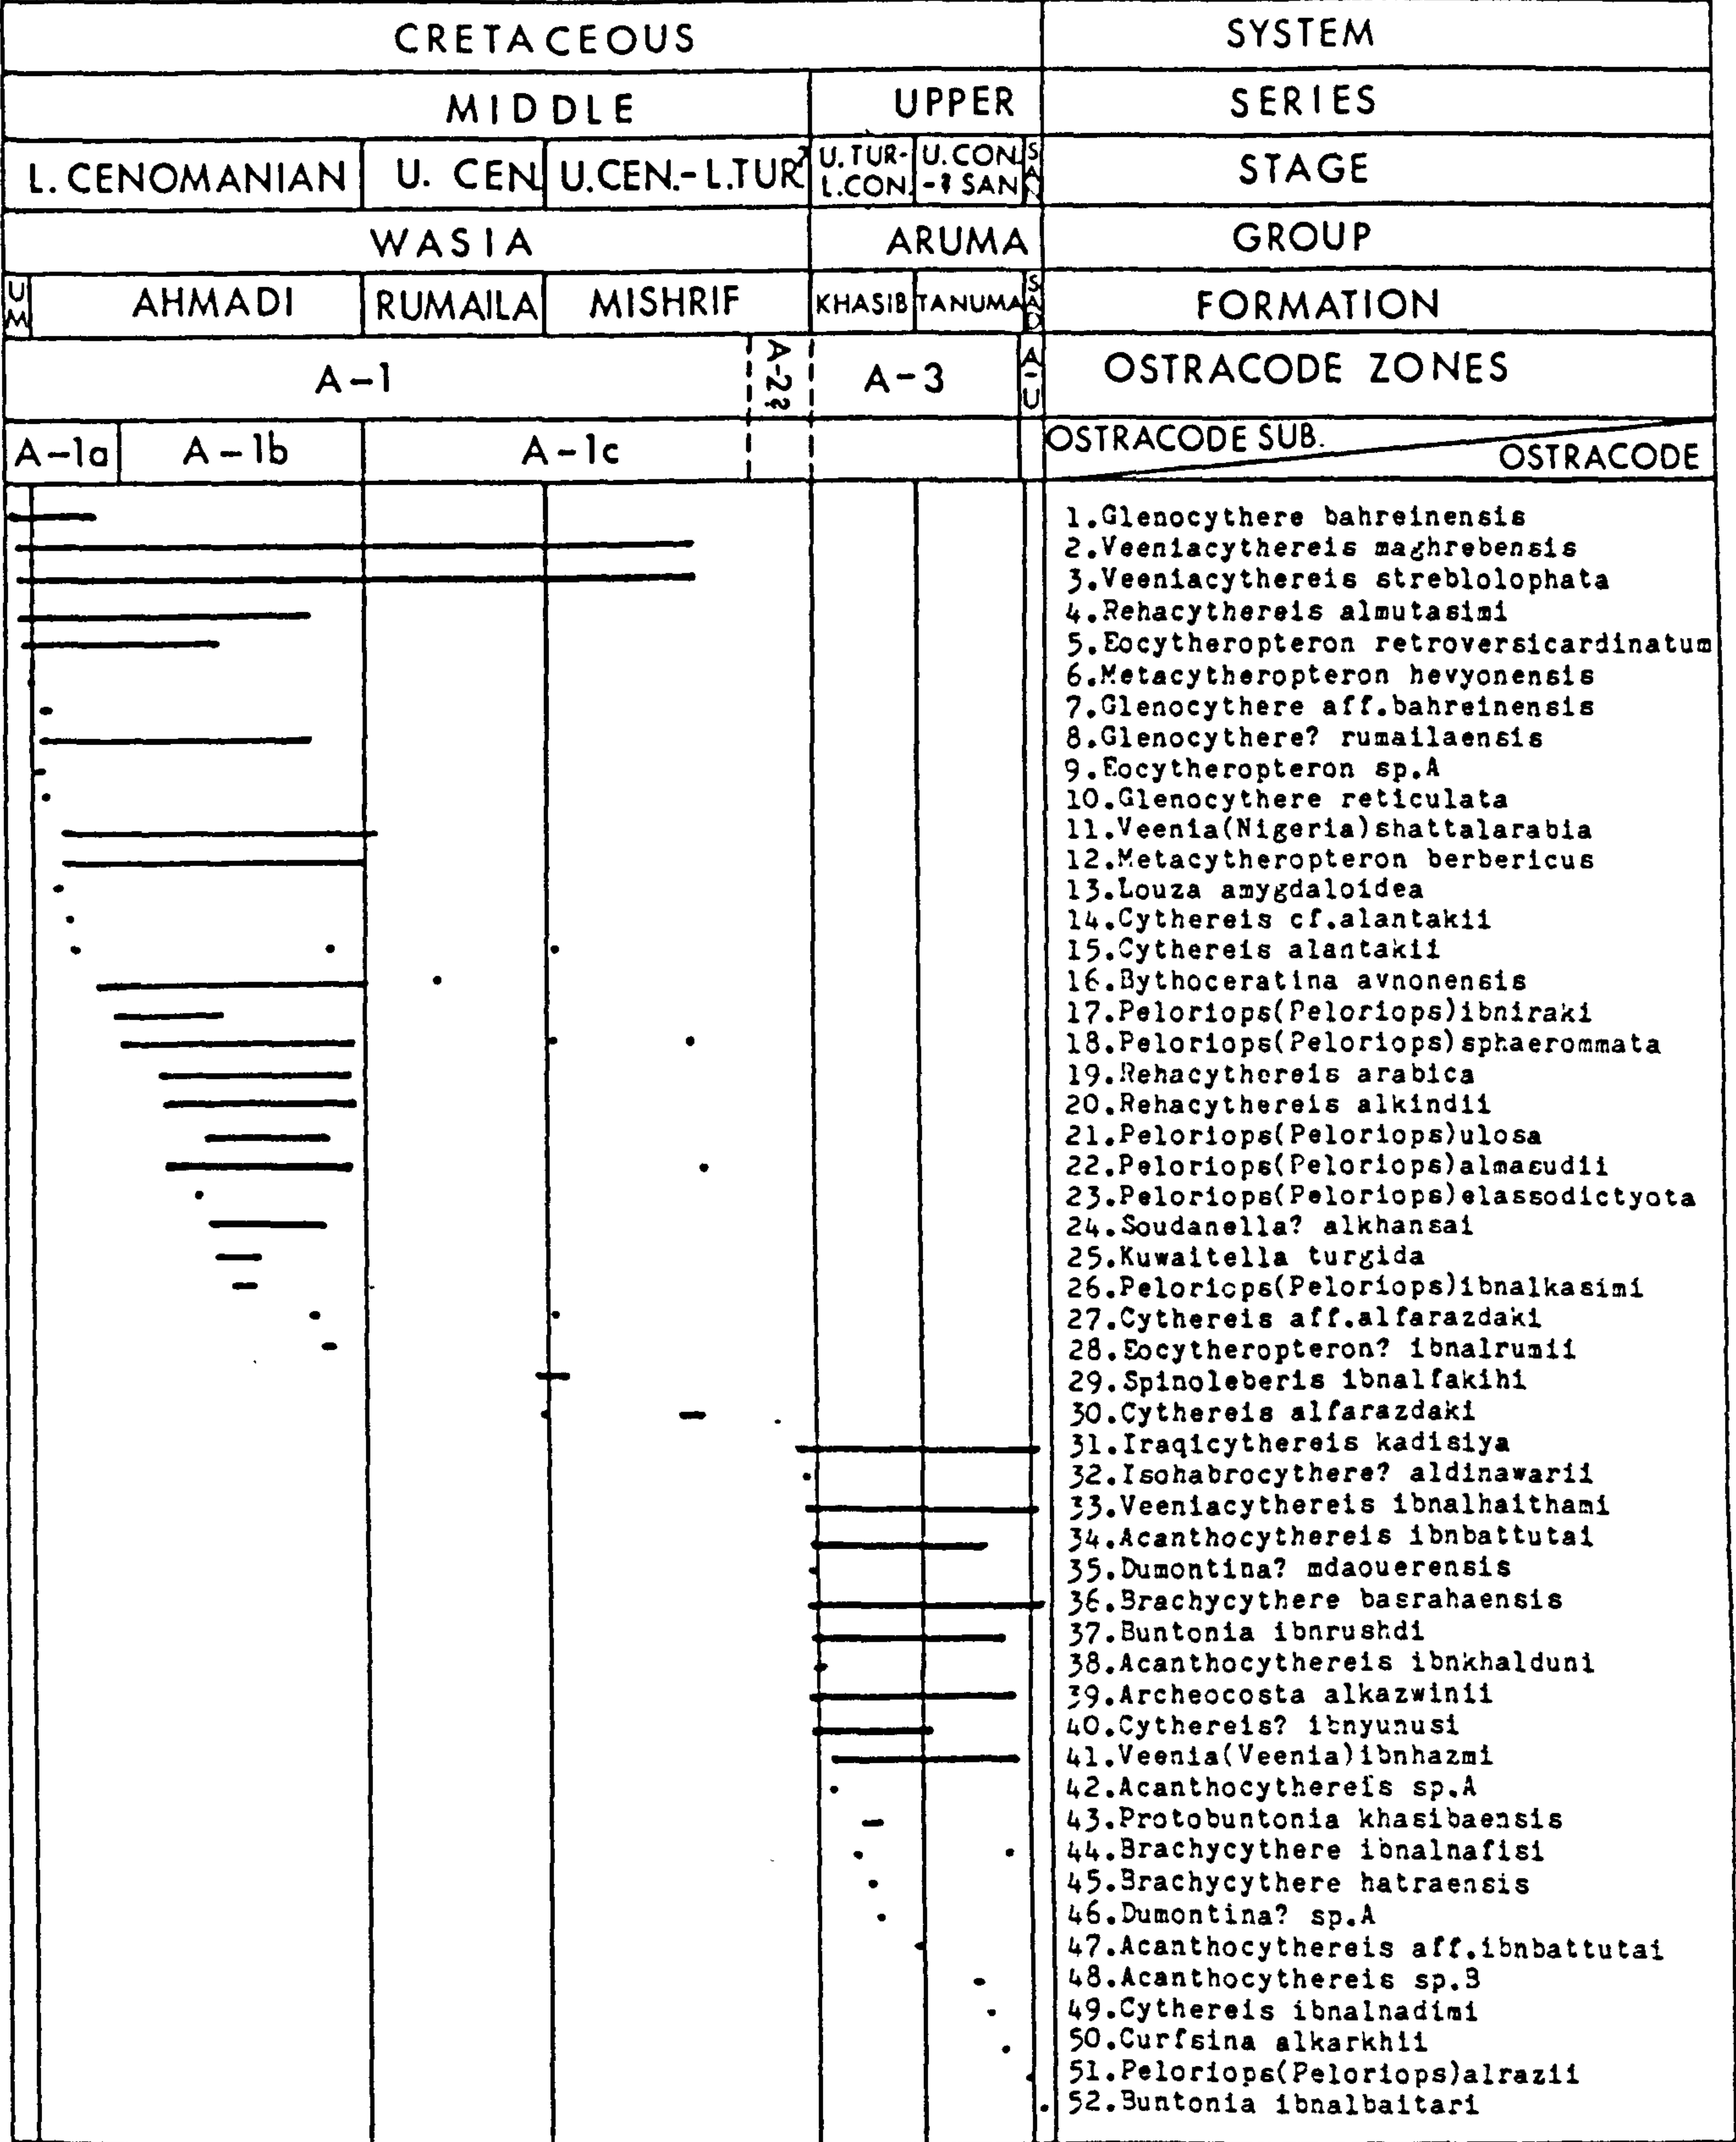 CRETACEOUS SYSTEM
MIDDLE UPPER SERIES
L. CENOMANIAN U. CEN. U.CEN.-L.TUR? U.TUR-L.CON. U.CON.-? SAN SAN STAGE
WASIA ARUMA GROUP
UM AHMADI RUMAILA MISHRIF KHASIB TANUMA SAD FORMATION
A-1 A-2? A-3 A-U OSTRACODE ZONES
A-1a A-1b A-1c OSTRACODE SUB. OSTRACODE
1.Glenocythere bahreinensis
2.Veeniacythereis maghrebensis
3.Veeniacythereis streblolophata
4.Rehacythereis almutasimi
5.Eocytheropteron retroversicardinatum
6.Metacytheropteron hevyonensis
7.Glenocythere aff.bahreinensis
8.Glenocythere? rumailaensis
9.Eocytheropteron sp.A
10.Glenocythere reticulata
11.Veenia(Nigeria)shattalarabia
12.Metacytheropteron berbericus
13.Louza amygdaloidea
14.Cythereis cf.alantakii
15.Cythereis alantakii
16.Bythoceratina avnonensis
17.Peloriops(Peloriops)ibniraki
18.Peloriops(Peloriops)sphaerommata
19.Rehacythereis arabica
20.Rehacythereis alkindii
21.Peloriops(Peloriops)ulosa
22.Peloriops(Peloriops)almasudii
23.Peloriops(Peloriops)elassodictyota
24.Soudanella? alkhansai
25.Kuwaitella turgida
26.Peloriops(Peloriops)ibnalkasimi
27.Cythereis aff.alfarazdaki
28.Eocytheropteron? ibnalrumii
29.Spinoleberis ibnalfakihi
30.Cythereis alfarazdaki
31.Iraqicythereis kadisiya
32.Isohabrocythere? aldinawarii
33.Veeniacythereis ibnalhaithami
34.Acanthocythereis ibnbattutai
35.Dumontina? mdaouerensis
36.Brachycythere basrahaensis
37.Buntonia ibnrushdi
38.Acanthocythereis ibnkhalduni
39.Archeocosta alkazwinii
40.Cythereis? ibnyunusi
41.Veenia(Veenia)ibnhazmi
42.Acanthocythereis sp.A
43.Protobuntonia khasibaensis
44.Brachycythere ibnalnafisi
45.Brachycythere hatraensis
46.Dumontina? sp.A
47.Acanthocythereis aff.ibnbattutai
48.Acanthocythereis sp.B
49.Cythereis ibnalnadimi
50.Curfsina alkarkhii
51.Peloriops(Peloriops)alrazii
52.Buntonia ibnalbaitari